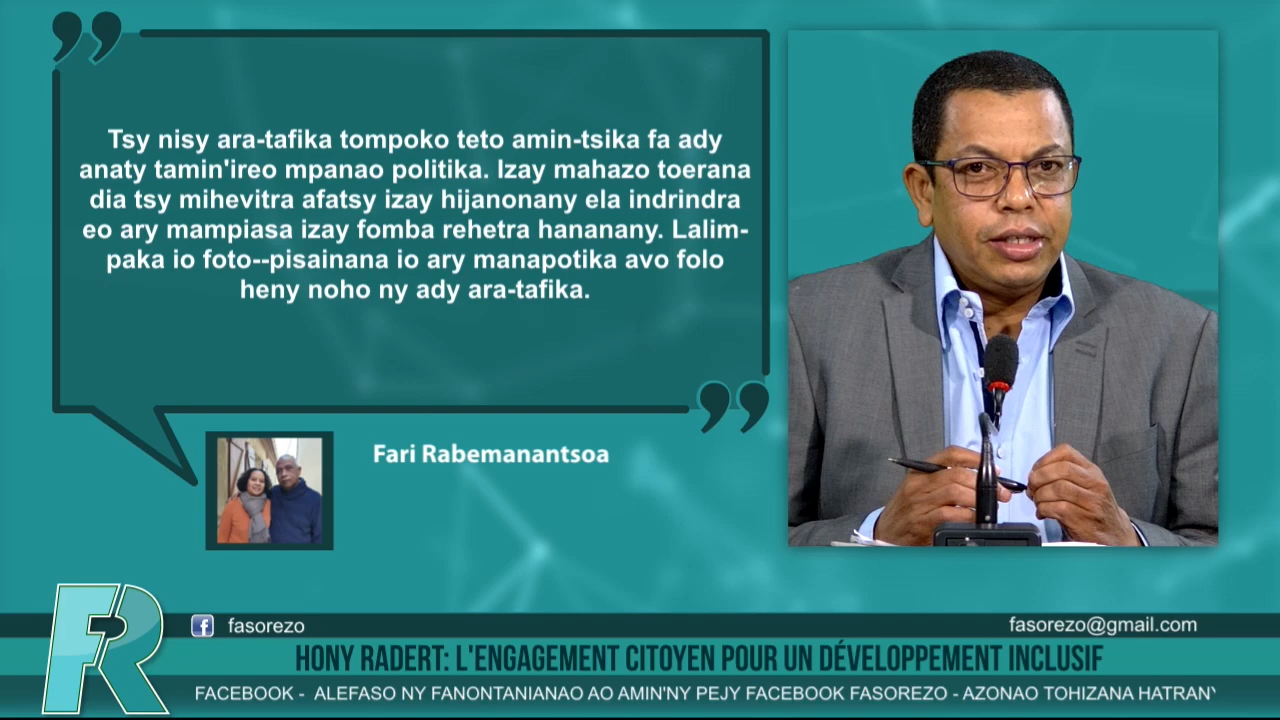 Tsy nisy ara-tafika tompoko teto amin-tsika fa ady
anaty tamin'ireo mpanao politika. Izay mahazo toerana
dia tsy mihevitra afatsy izay hijanonany ela indrindra
eo ary mampiasa izay fomba rehetra hananany. Lalim-
paka io foto--pisainana io ary manapotika avo folo
heny noho ny ady ara-tafika.
Fari Rabemanantsoa
FR
f fasorezo
fasorezo@gmail.com
HONY RADERT: L'ENGAGEMENT CITOYEN POUR UN DÉVELOPPEMENT INCLUSIF
FACEBOOK - ALEFASO NY FANONTANIANAO AO AMIN'NY PEJY FACEBOOK FASOREZO - AZONAO TOHIZANA HATRAN'